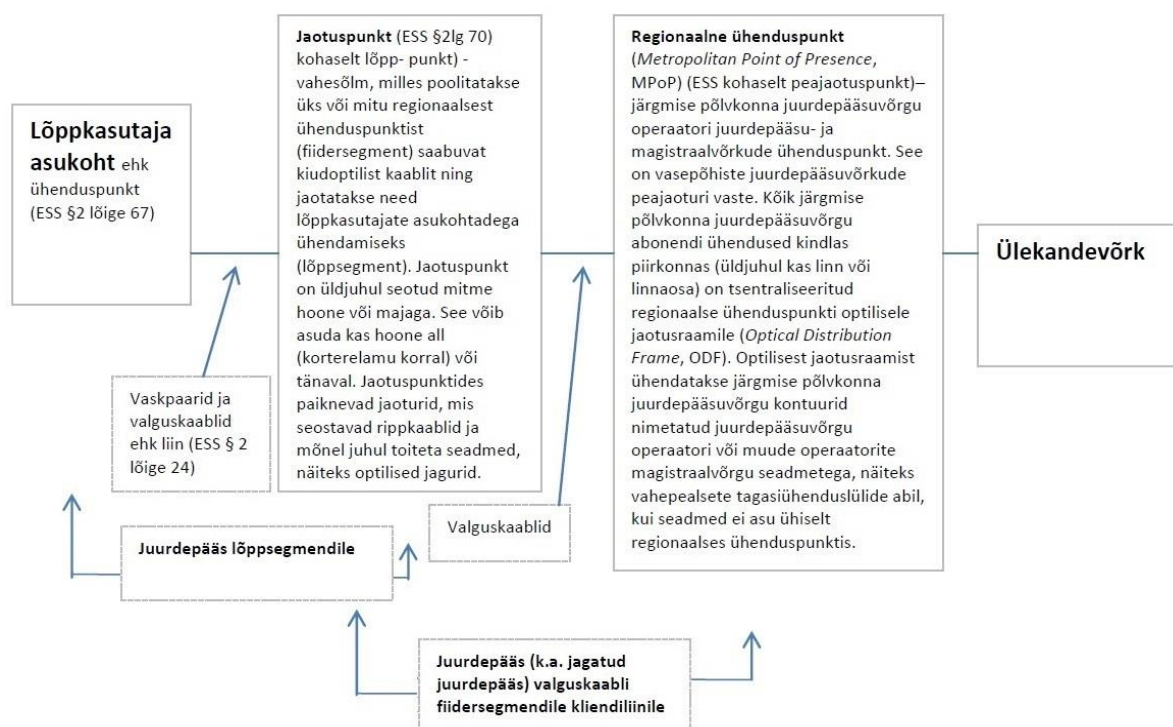 Lõppkasutaja
asukoht ehk
ühenduspunkt
(ESS §2 lõige 67)
Jaotuspunkt (ESS §2lg 70)
kohaselt lõpp- punkt) -
vahesõlm, milles poolitatakse
üks või mitu regionaalsest
ühenduspunktist
(fiidersegment) saabuvat
kiudoptilist kaablit ning
jaotatakse need
lõppkasutajate asukohtadega
ühendamiseks
(lõppsegment). Jaotuspunkt
on üldjuhul seotud mitme
hoone või majaga. See võib
asuda kas hoone all
(korterelamu korral) või
tänaval. Jaotuspunktides
paiknevad jaoturid, mis
seostavad rippkaablid ja
mõnel juhul toiteta seadmed,
näiteks optilised jagurid.
Regionaalne ühenduspunkt
(Metropolitan Point of Presence,
MPoP) (ESS kohaselt peajaotuspunkt)–
järgmise põlvkonna juurdepääsuvõrgu
operaatori juurdepääsu- ja
magistraalvõrkude ühenduspunkt. See
on vasepõhiste juurdepääsuvõrkude
peajaoturi vaste. Kõik järgmise
põlvkonna juurdepääsuvõrgu
abonendi ühendused kindlas
piirkonnas (üldjuhul kas linn või
linnaosa) on tsentraliseeritud
regionaalse ühenduspunkti optilisele
jaotusraamile (Optical Distribution
Frame, ODF). Optilisest jaotusraamist
ühendatakse järgmise põlvkonna
juurdepääsuvõrgu kontuurid
nimetatud juurdepääsuvõrgu
operaatori või muude operaatorite
magistraalvõrgu seadmetega, näiteks
vahepealsete tagasiühenduslülide abil,
kui seadmed ei asu ühiselt
regionaalses ühenduspunktis.
Ülekandevõrk
Vaskpaarid ja
valguskaablid
ehk liin (ESS § 2
lõige 24)
Valguskaablid
Juurdepääs lõppsegmendile
Juurdepääs (k.a. jagatud
juurdepääs) valguskaabli
fiidersegmendile kliendiliinile